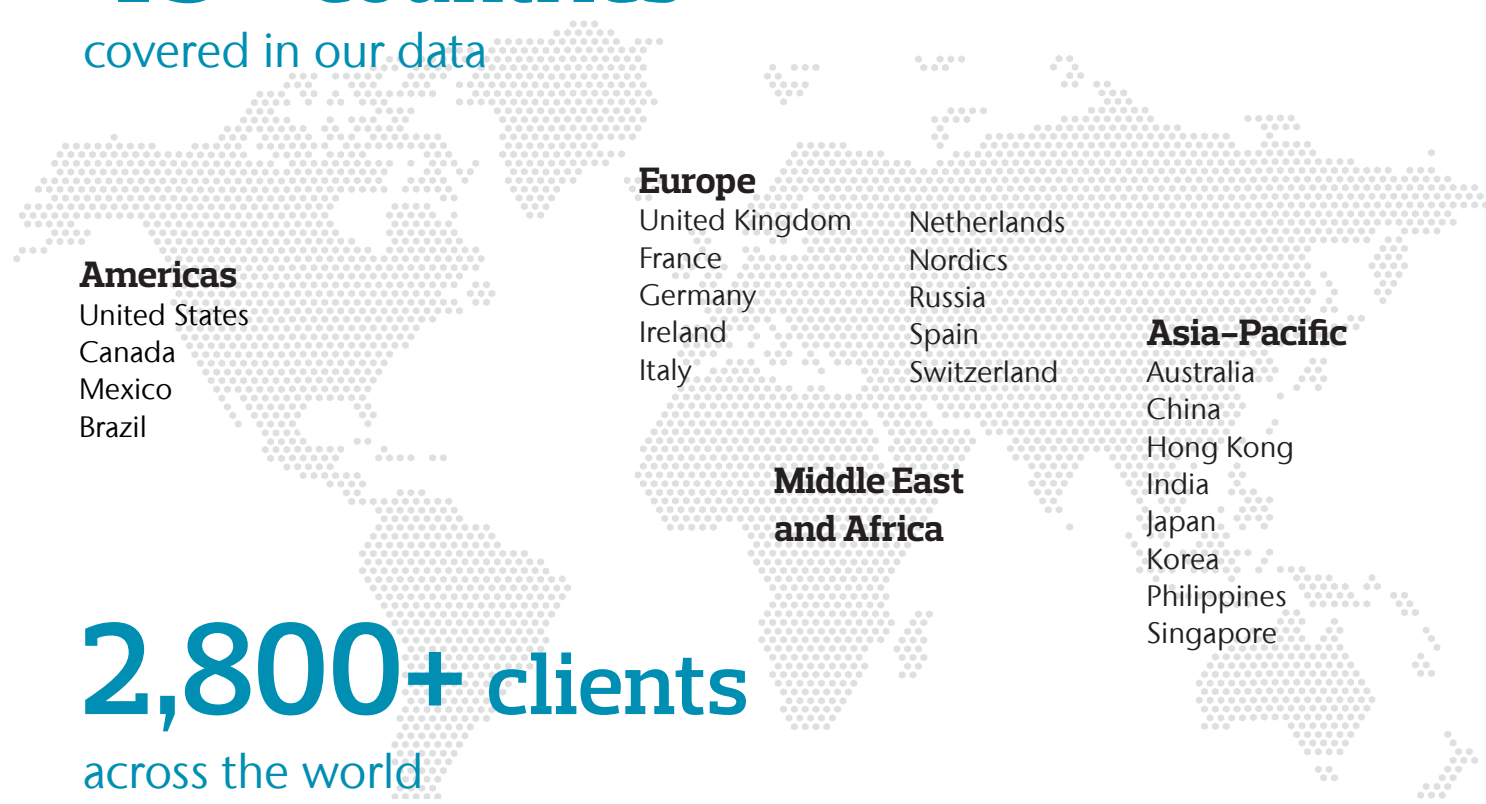 countries
covered in our data
Europe
United Kingdom
France
Germany
Ireland
Italy
Netherlands
Nordics
Russia
Spain
Switzerland
Americas
United States
Canada
Mexico
Brazil
Asia–Pacific
Australia
China
Hong Kong
India
Japan
Korea
Philippines
Singapore
Middle East
and Africa
2,800+ clients
across the world